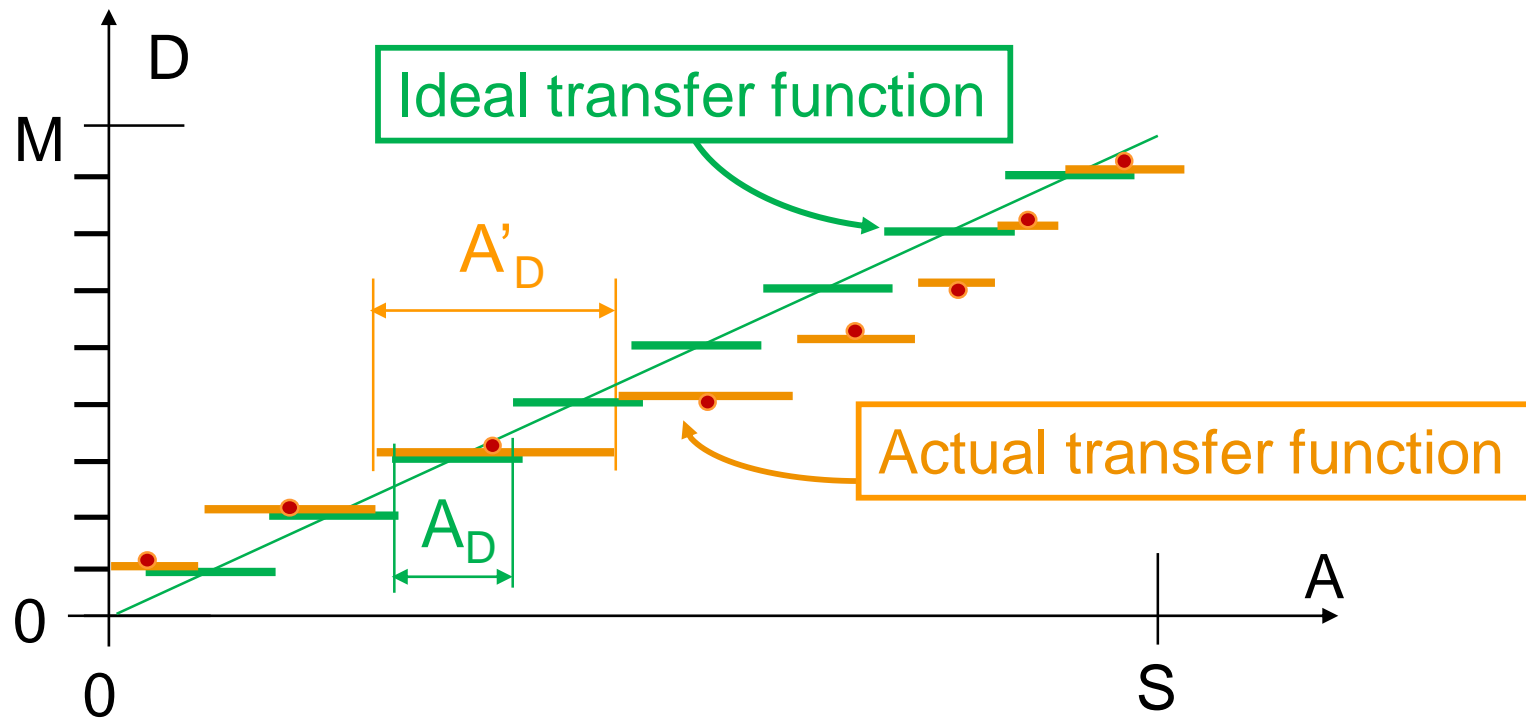 D
Ideal transfer function
M
A’D
Actual transfer function
AD
A
0
0
S